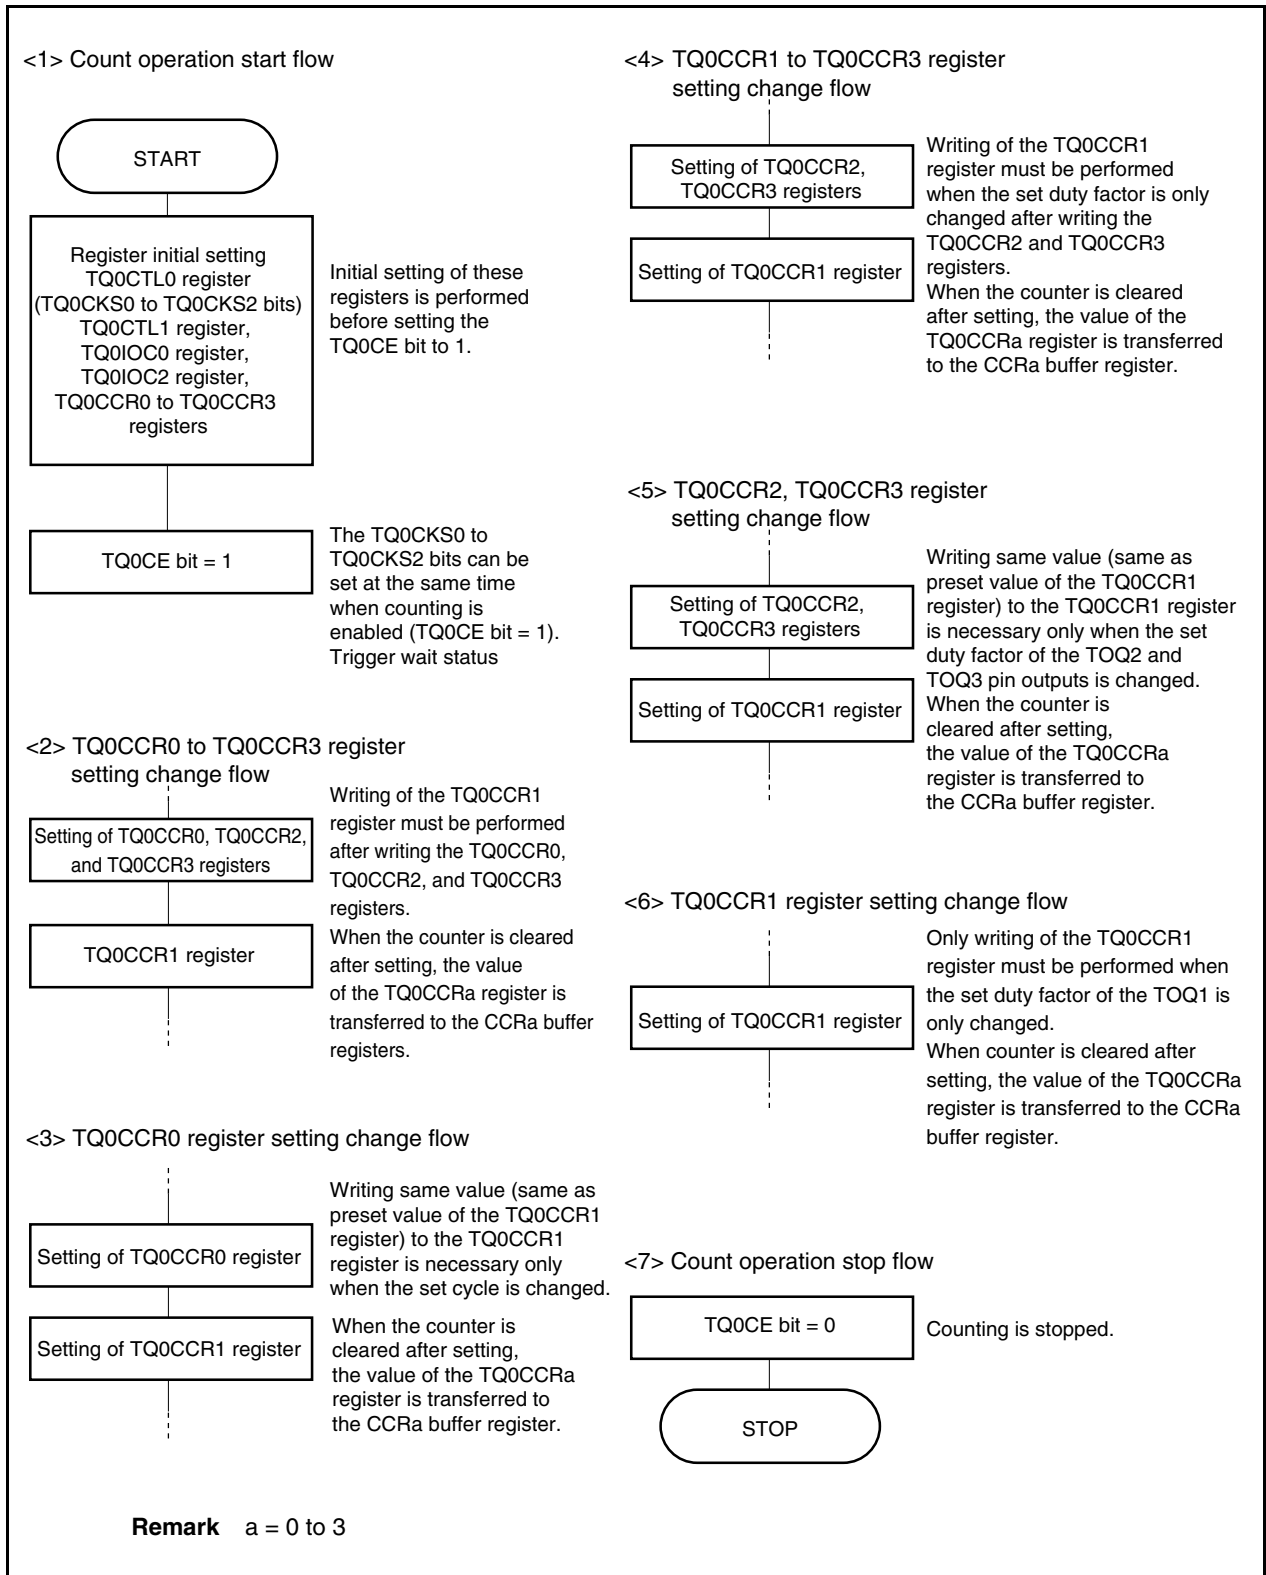 <1> Count operation start flow
START
Register initial setting
TQ0CTL0 register
(TQ0CKS0 to TQ0CKS2 bits)
TQ0CTL1 register,
TQ0IOC0 register,
TQ0IOC2 register,
TQ0CCR0 to TQ0CCR3
registers
Initial setting of these
registers is performed
before setting the
TQ0CE bit to 1.
TQ0CE bit = 1
The TQ0CKS0 to
TQ0CKS2 bits can be
set at the same time
when counting is
enabled (TQ0CE bit = 1).
Trigger wait status
<2> TQ0CCR0 to TQ0CCR3 register
setting change flow
Setting of TQ0CCR0, TQ0CCR2,
and TQ0CCR3 registers
TQ0CCR1 register
Writing of the TQ0CCR1
register must be performed
after writing the TQ0CCR0,
TQ0CCR2, and TQ0CCR3
registers.
When the counter is cleared
after setting, the value
of the TQ0CCRa register is
transferred to the CCRa buffer
registers.
<3> TQ0CCR0 register setting change flow
Setting of TQ0CCR0 register
Setting of TQ0CCR1 register
Writing same value (same as
preset value of the TQ0CCR1
register) to the TQ0CCR1
register is necessary only
when the set cycle is changed.
When the counter is
cleared after setting,
the value of the TQ0CCRa
register is transferred to
the CCRa buffer register.
<4> TQ0CCR1 to TQ0CCR3 register
setting change flow
Setting of TQ0CCR2,
TQ0CCR3 registers
Setting of TQ0CCR1 register
Writing of the TQ0CCR1
register must be performed
when the set duty factor is only
changed after writing the
TQ0CCR2 and TQ0CCR3
registers.
When the counter is cleared
after setting, the value of the
TQ0CCRa register is transferred
to the CCRa buffer register.
<5> TQ0CCR2, TQ0CCR3 register
setting change flow
Setting of TQ0CCR2,
TQ0CCR3 registers
Setting of TQ0CCR1 register
Writing same value (same as
preset value of the TQ0CCR1
register) to the TQ0CCR1 register
is necessary only when the set
duty factor of the TOQ2 and
TOQ3 pin outputs is changed.
When the counter is
cleared after setting,
the value of the TQ0CCRa
register is transferred to
the CCRa buffer register.
<6> TQ0CCR1 register setting change flow
Setting of TQ0CCR1 register
Only writing of the TQ0CCR1
register must be performed when
the set duty factor of the TOQ1 is
only changed.
When counter is cleared after
setting, the value of the TQ0CCRa
register is transferred to the CCRa
buffer register.
<7> Count operation stop flow
TQ0CE bit = 0
Counting is stopped.
STOP
Remark a = 0 to 3